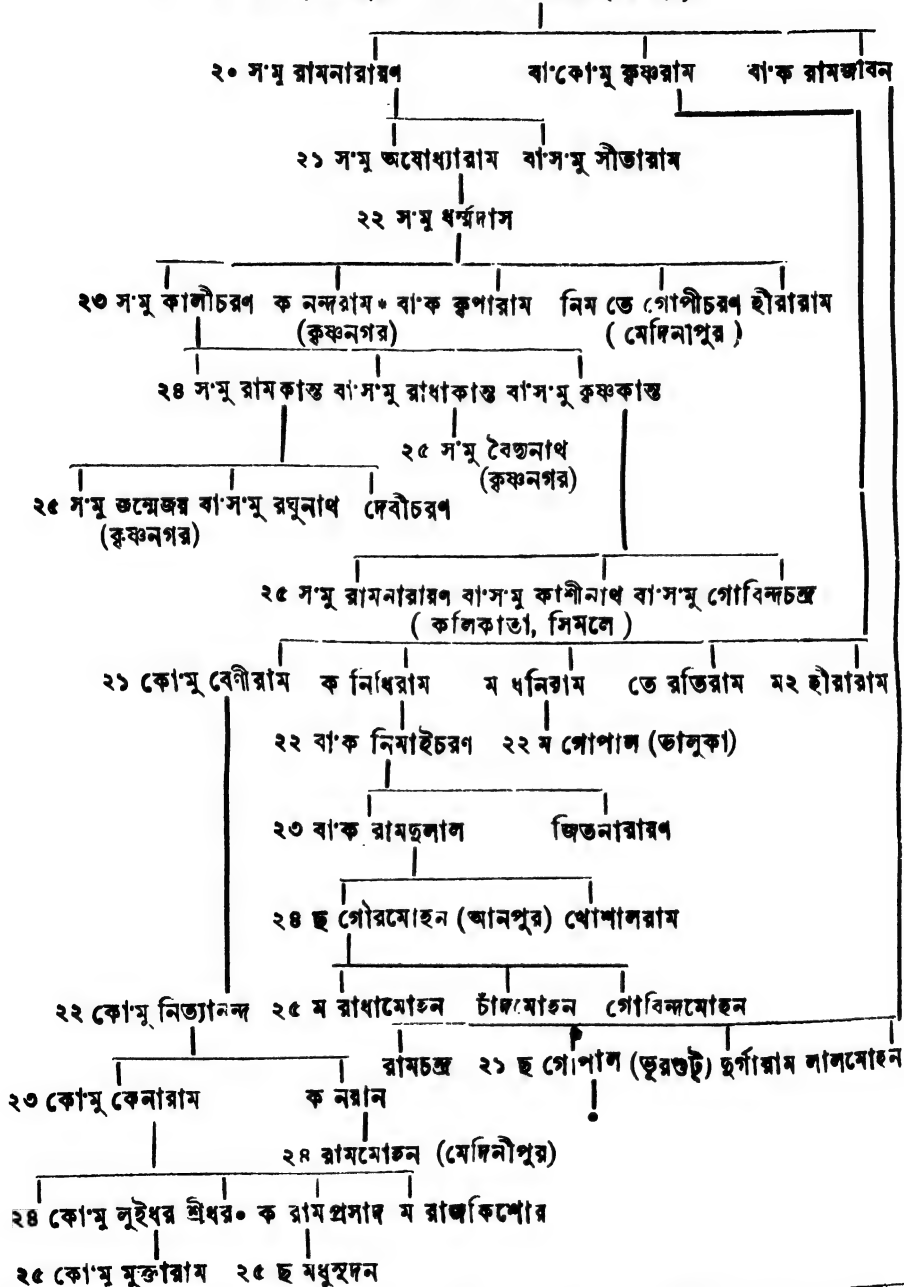 ২০ স'মু রামনারায়ণ বা'কো'মু কৃষ্ণরাম বা'ক রামজীবন
২১ স'মু অযোধ্যারাম বা'স'মু সীতারাম
২২ স'মু ধর্ম্মদাস
২৩ স'মু কালীচরণ ক নন্দরাম * বা'ক কৃপারাম নিম তে গোপীচরণ হীরারাম
(কৃষ্ণনগর) ( মেদিনীপুর )
২৪ স'মু রামকান্ত বা'স'মু রাধাকান্ত বা'স'মু কৃষ্ণকান্ত
২৫ স'মু বৈদ্যনাথ
(কৃষ্ণনগর)
২৫ স'মু জন্মেজয় বা'স'মু রঘুনাথ দেবীচরণ
(কৃষ্ণনগর)
২৫ স'মু রামনারায়ণ বা'স'মু কাশীনাথ বা'স'মু গোবিন্দচন্দ্র
( কলিকাতা, সিমলে )
২১ কো'মু বেণীরাম ক নিধিরাম ম ধনিরাম তে রতিরাম ম২ হীরারাম
২২ বা'ক নিমাইচরণ ২২ ম গোপাল (ভালুকা)
২৩ বা'ক রামদুলাল জিতনারায়ণ
২৪ ছ গৌরমোহন (আনপুর) খোশালরাম
২২ কো'মু নিত্যানন্দ ২৫ ম রাধামোহন চাঁদমোহন গোবিন্দমোহন
রামচন্দ্র ২১ ছ গোপাল (ভূরশুট) দুর্গারাম লালমোহন
২৩ কো'মু কেনারাম ক নরান
২৪ রামমোহন (মেদিনীপুর)
২৪ কো'মু লুইধর শ্রীধর * ক রামপ্রসাদ ম রাজকিশোর
২৫ কো'মু মুক্তারাম ২৫ ছ মধুসূদন